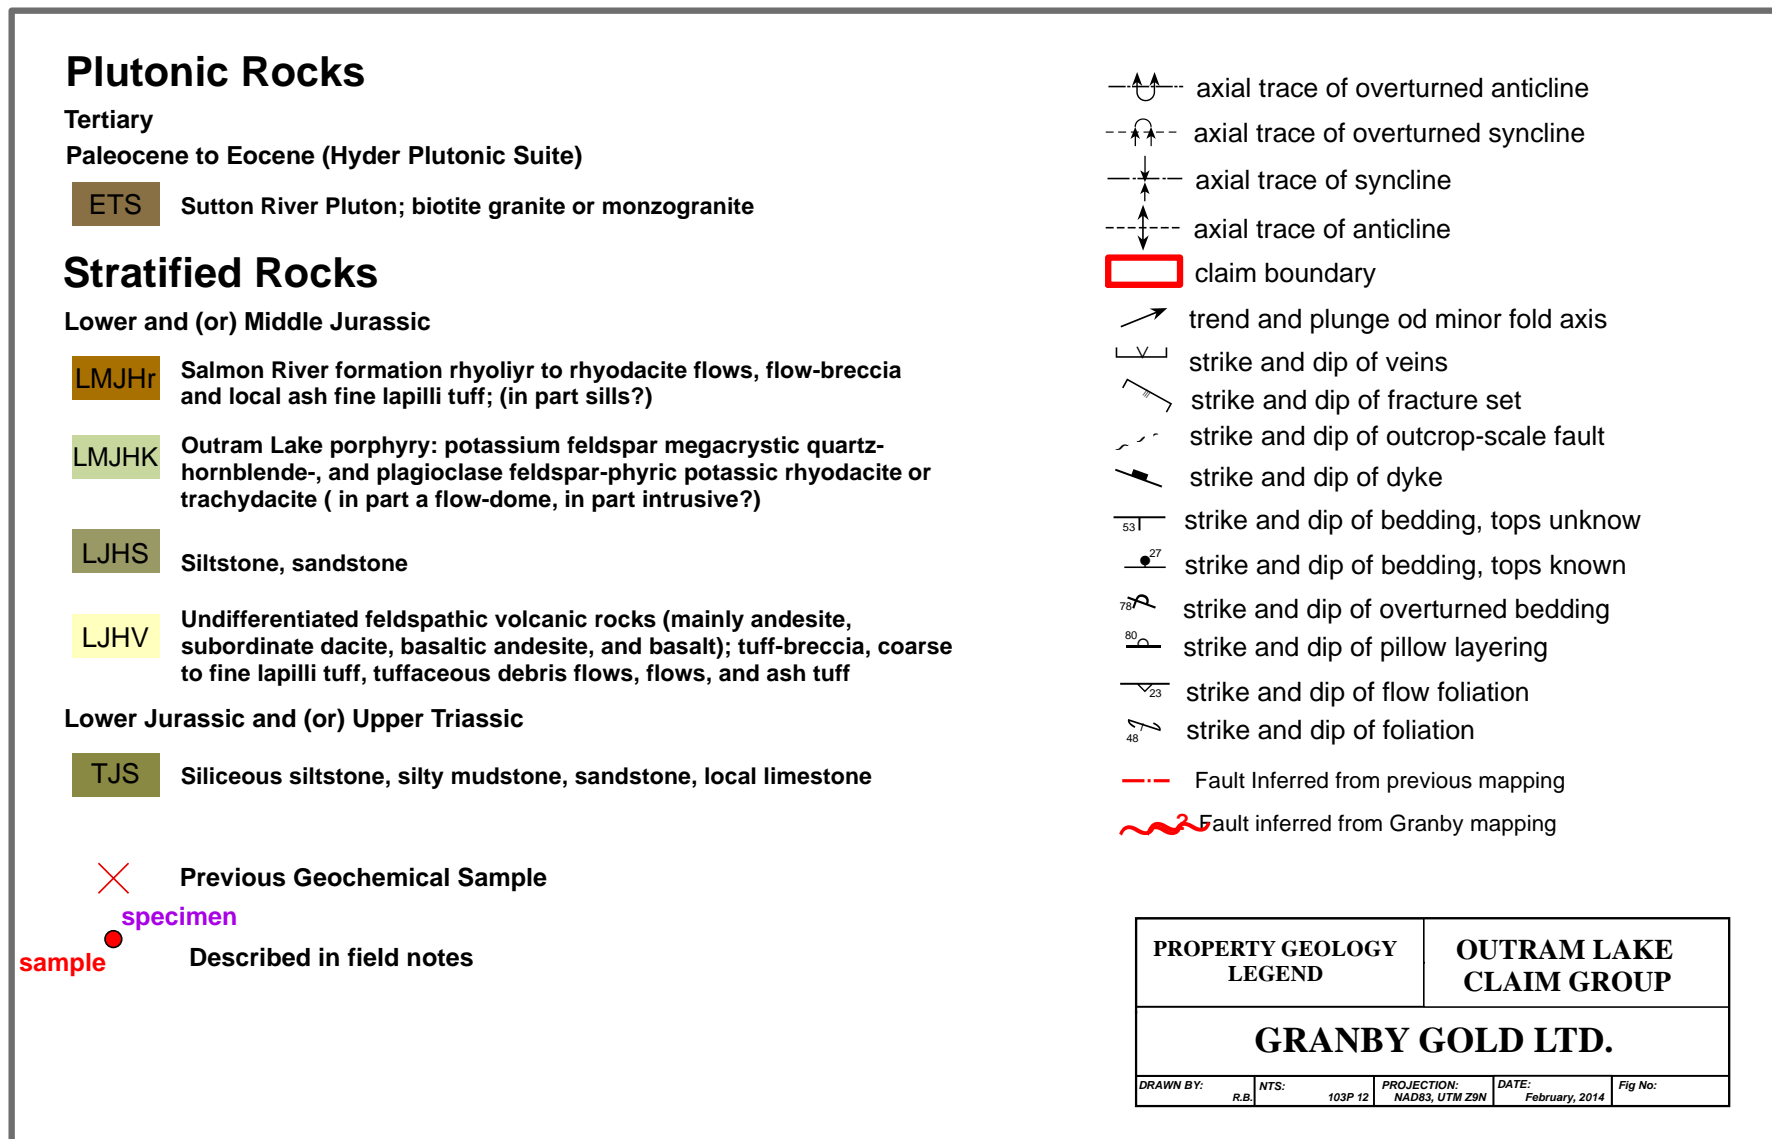 Plutonic Rocks
Tertiary
Paleocene to Eocene (Hyder Plutonic Suite)
ETS
Sutton River Pluton; biotite granite or monzogranite
Stratified Rocks
Lower and (or) Middle Jurassic
LMJHr
Salmon River formation rhyoliyr to rhyodacite flows, flow-breccia
and local ash fine lapilli tuff; (in part sills?)
LMJHK
Outram Lake porphyry: potassium feldspar megacrystic quartz-
hornblende-, and plagioclase feldspar-phyric potassic rhyodacite or
trachydacite ( in part a flow-dome, in part intrusive?)
LJHS
Siltstone, sandstone
LJHV
Undifferentiated feldspathic volcanic rocks (mainly andesite,
subordinate dacite, basaltic andesite, and basalt); tuff-breccia, coarse
to fine lapilli tuff, tuffaceous debris flows, flows, and ash tuff
Lower Jurassic and (or) Upper Triassic
TJS
Siliceous siltstone, silty mudstone, sandstone, local limestone
Previous Geochemical Sample
specimen
sample
Described in field notes
axial trace of overturned anticline
axial trace of overturned syncline
axial trace of syncline
axial trace of anticline
claim boundary
trend and plunge od minor fold axis
strike and dip of veins
strike and dip of fracture set
strike and dip of outcrop-scale fault
strike and dip of dyke
53
strike and dip of bedding, tops unknow
27
strike and dip of bedding, tops known
78
strike and dip of overturned bedding
80
strike and dip of pillow layering
23
strike and dip of flow foliation
48
strike and dip of foliation
Fault Inferred from previous mapping
?
Fault inferred from Granby mapping
PROPERTY GEOLOGY
LEGEND
OUTRAM LAKE
CLAIM GROUP
GRANBY GOLD LTD.
DRAWN BY:
R.B.
NTS:
103P 12
PROJECTION:
NAD83, UTM Z9N
DATE:
February, 2014
Fig No: